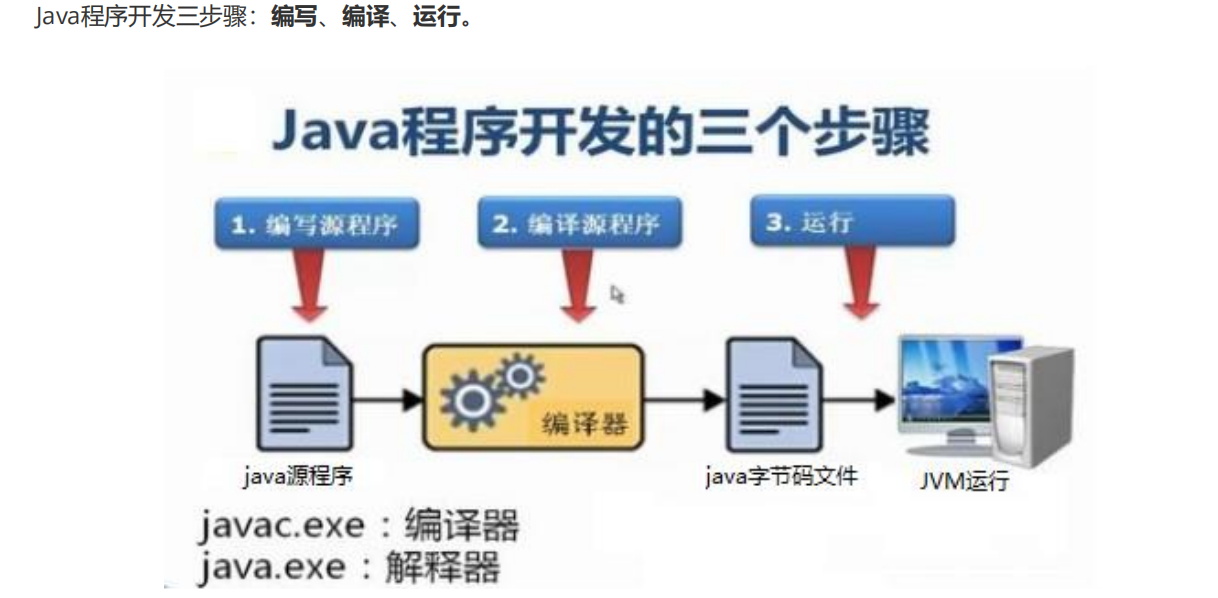 Java程序开发三步骤：编写、编译、运行。
Java程序开发的三个步骤
1. 编写源程序
2. 编译源程序
3. 运行
编译器
java源程序
java字节码文件
JVM运行
javac.exe：编译器
java.exe：解释器